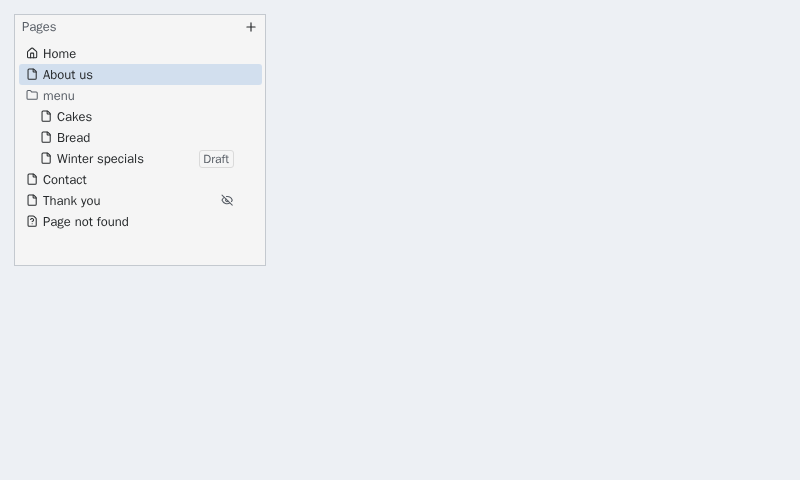 Pages
Home
About us
menu
Cakes
Bread
Winter specials Draft
Contact
Thank you
Page not found